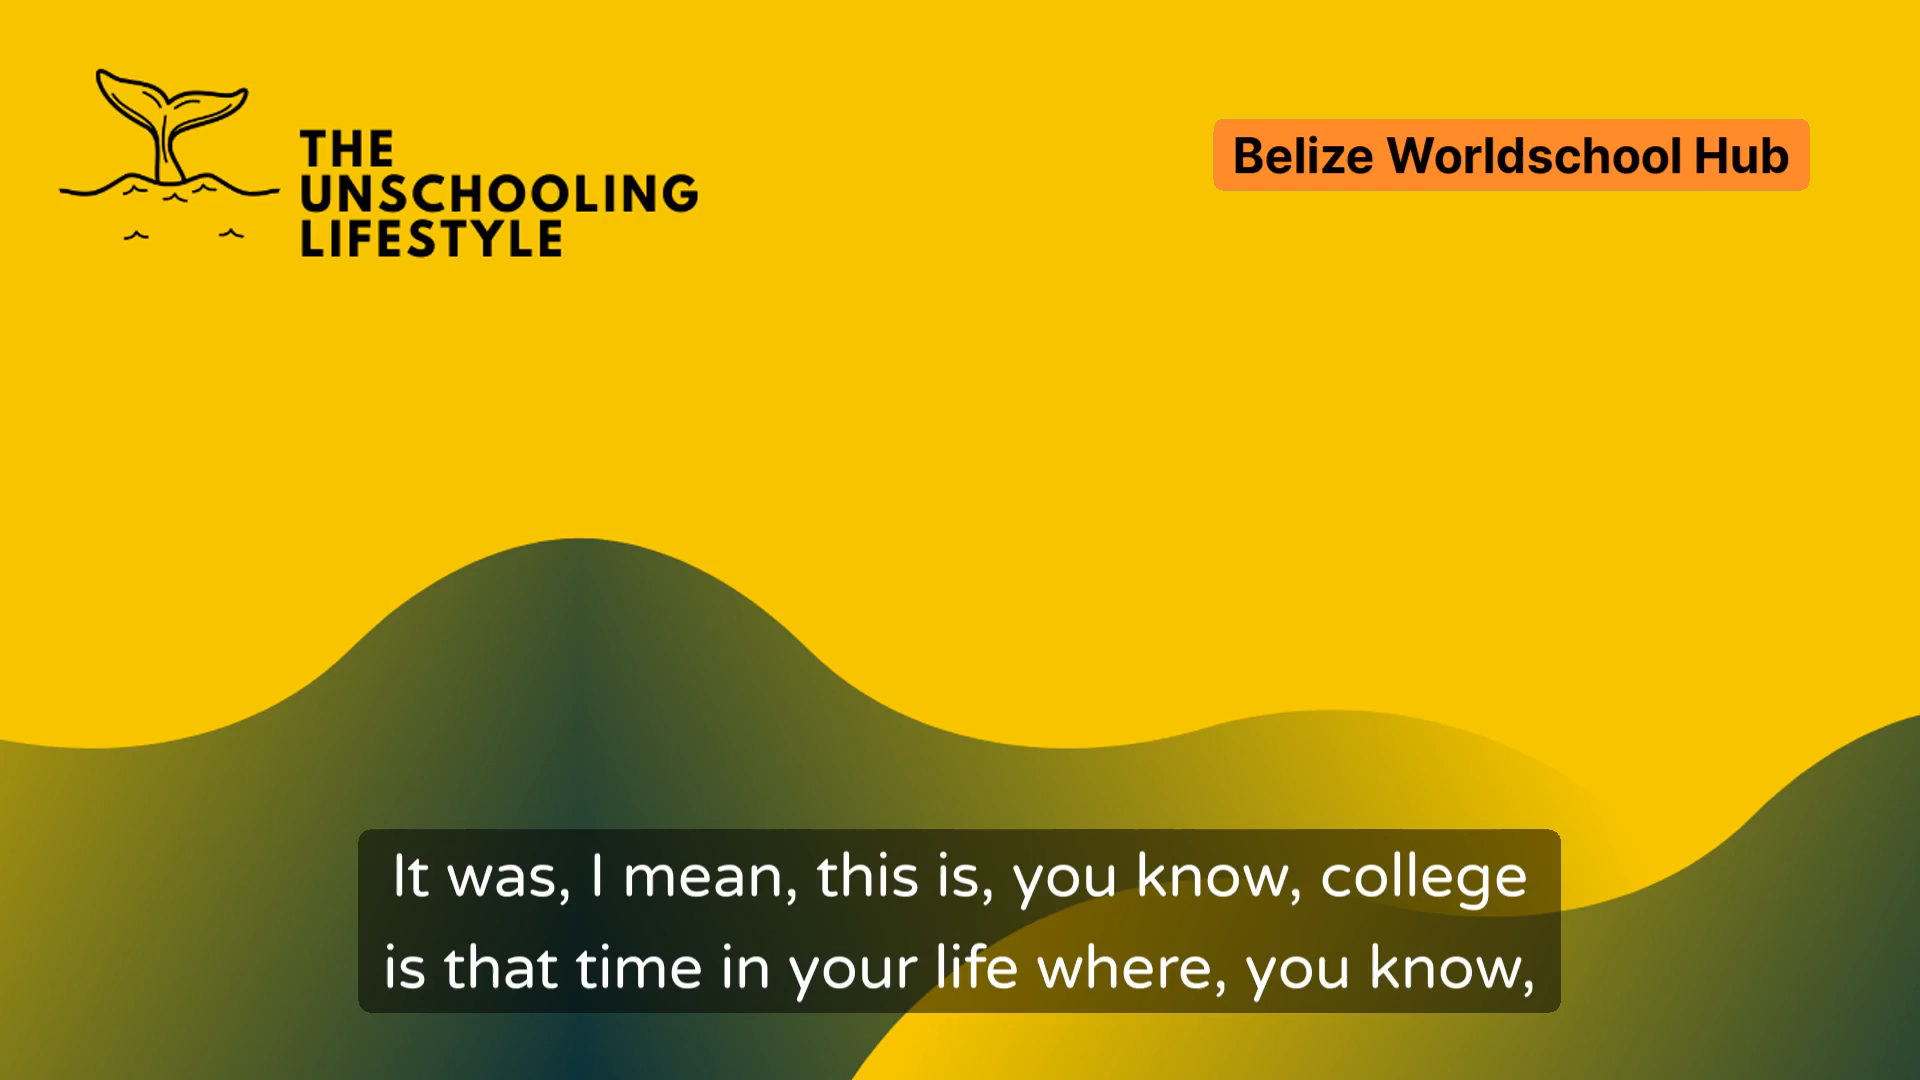 THE
UNSCHOOLING
LIFESTYLE
Belize Worldschool Hub
It was, I mean, this is, you know, college
is that time in your life where, you know,